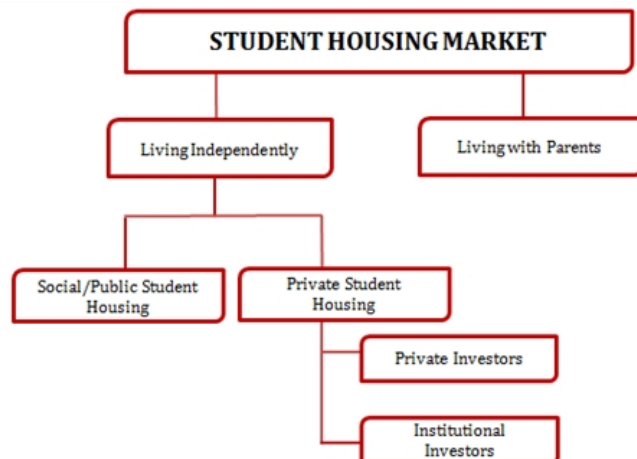 STUDENT HOUSING MARKET
Living Independently
Living with Parents
Social/Public Student
Housing
Private Student
Housing
Private Investors
Institutional
Investors